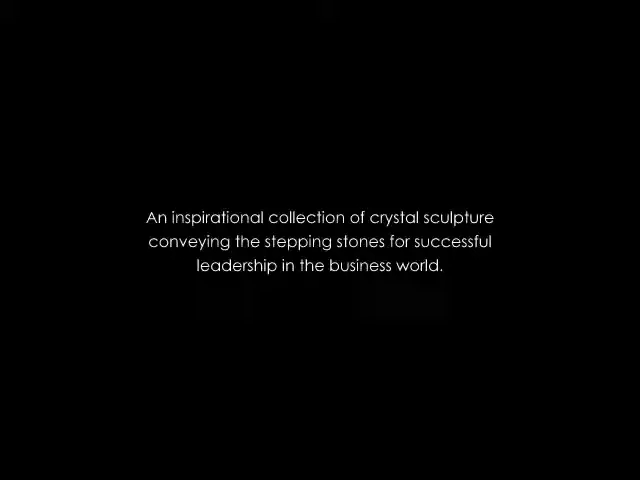 An inspirational collection of crystal sculpture
conveying the stepping stones for successful
leadership in the business world.